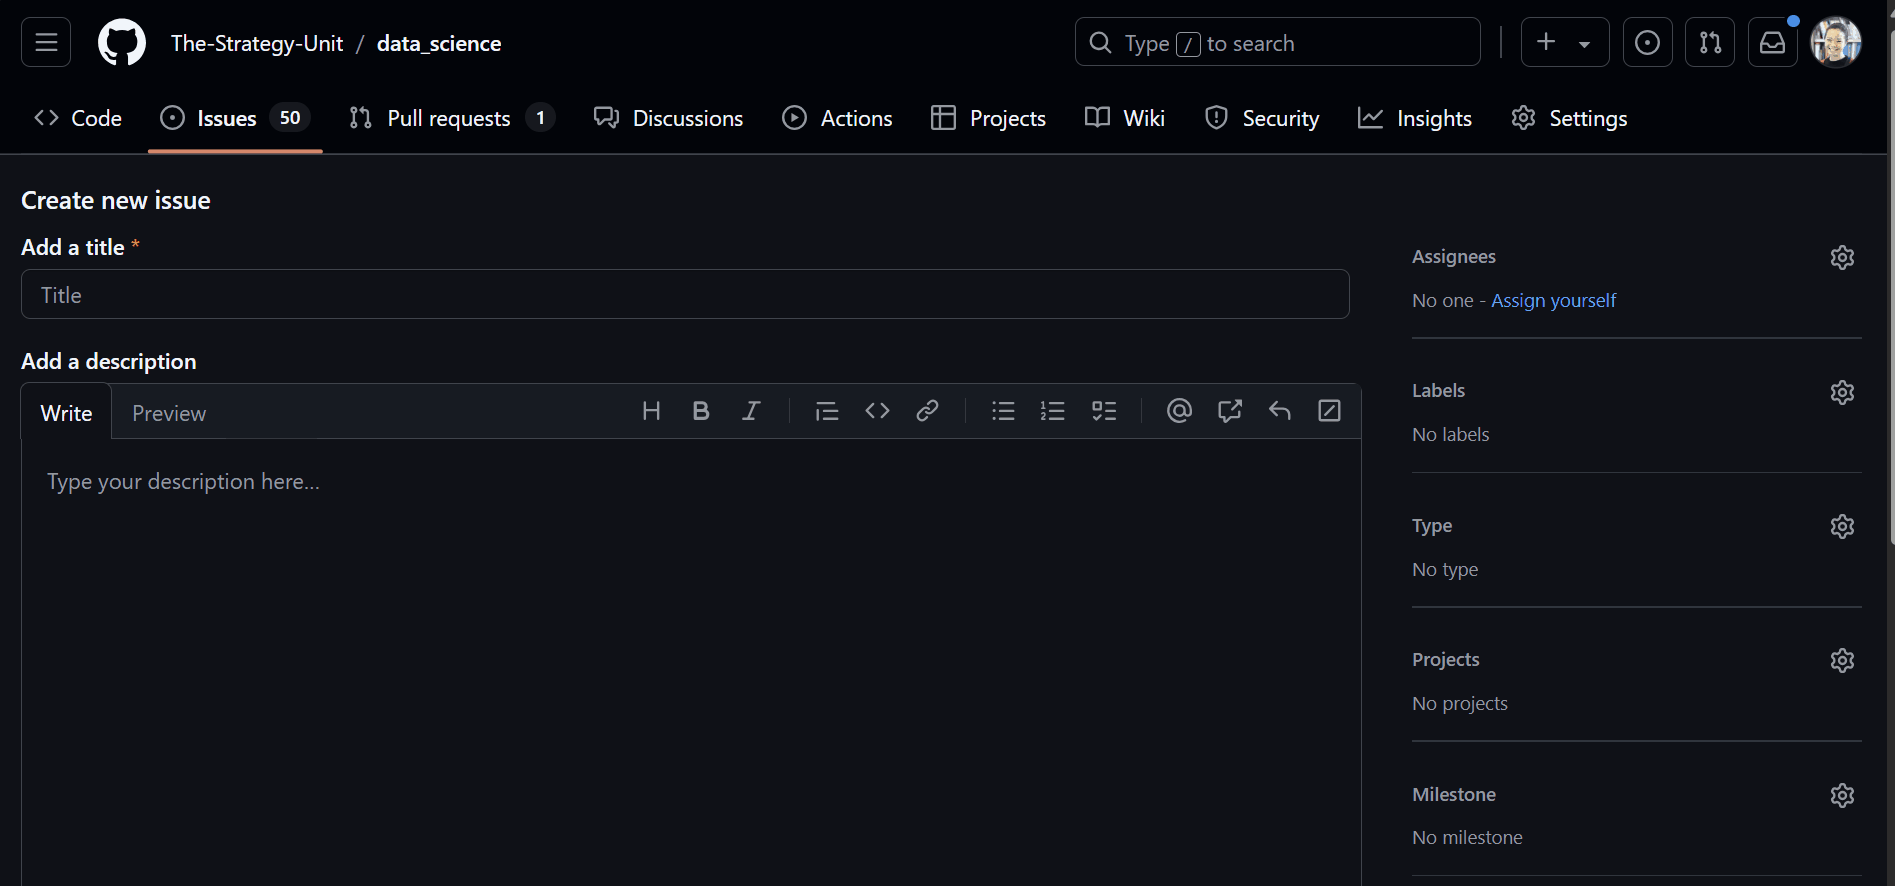 The-Strategy-Unit / data_science
Type / to search
Code
Issues 50
Pull requests 1
Discussions
Actions
Projects
Wiki
Security
Insights
Settings
Create new issue
Add a title *
Title
Add a description
Write
Preview
H B I
Type your description here...
Assignees
No one - Assign yourself
Labels
No labels
Type
No type
Projects
No projects
Milestone
No milestone